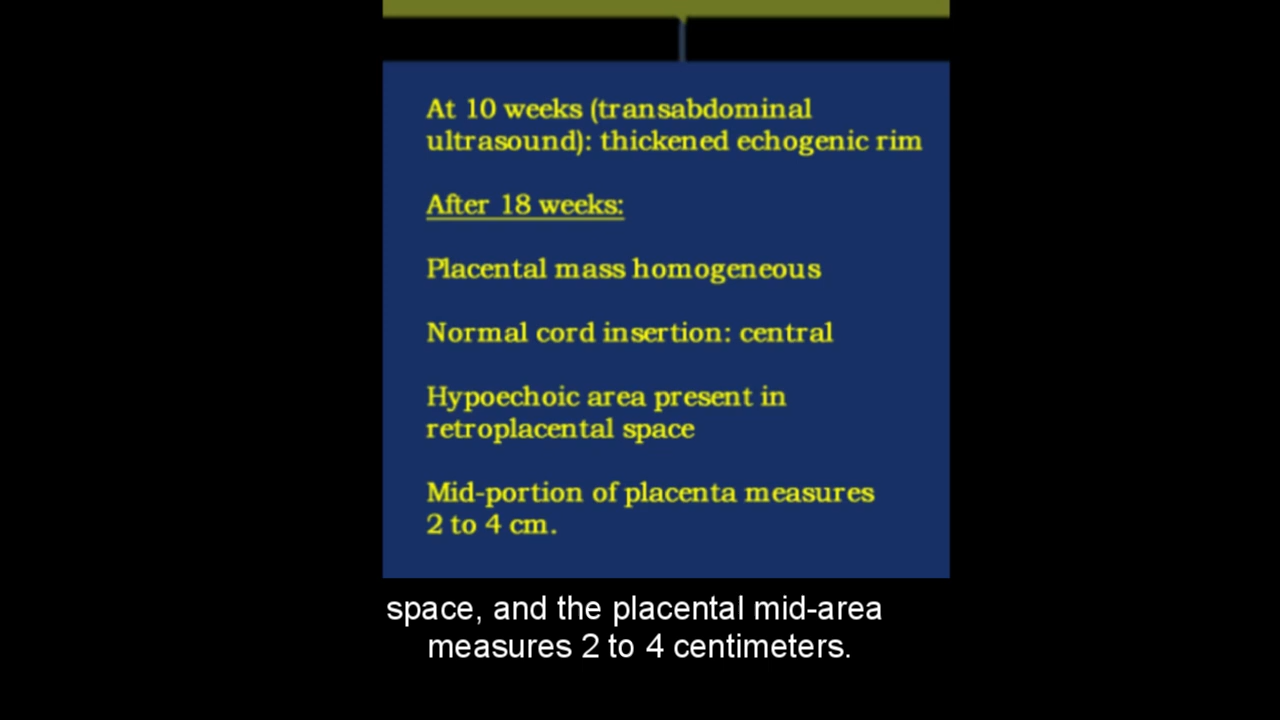 At 10 weeks (transabdominal
ultrasound): thickened echogenic rim
After 18 weeks:
Placental mass homogeneous
Normal cord insertion: central
Hypoechoic area present in
retroplacental space
Mid-portion of placenta measures
2 to 4 cm.
space, and the placental mid-area
measures 2 to 4 centimeters.